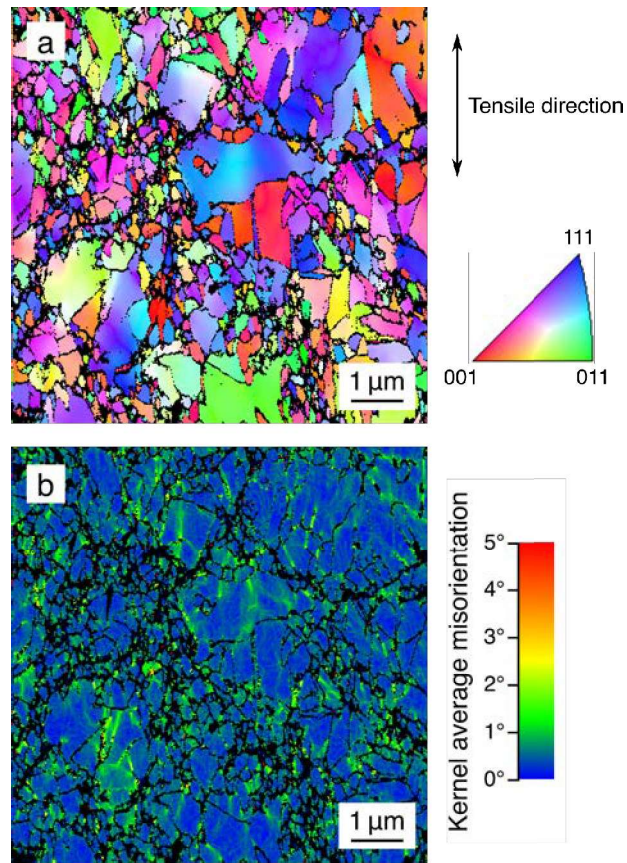 a
Tensile direction
111
001
011
1 μm
b
Kernel average misorientation
5°
4°
3°
2°
1°
0°
1 μm